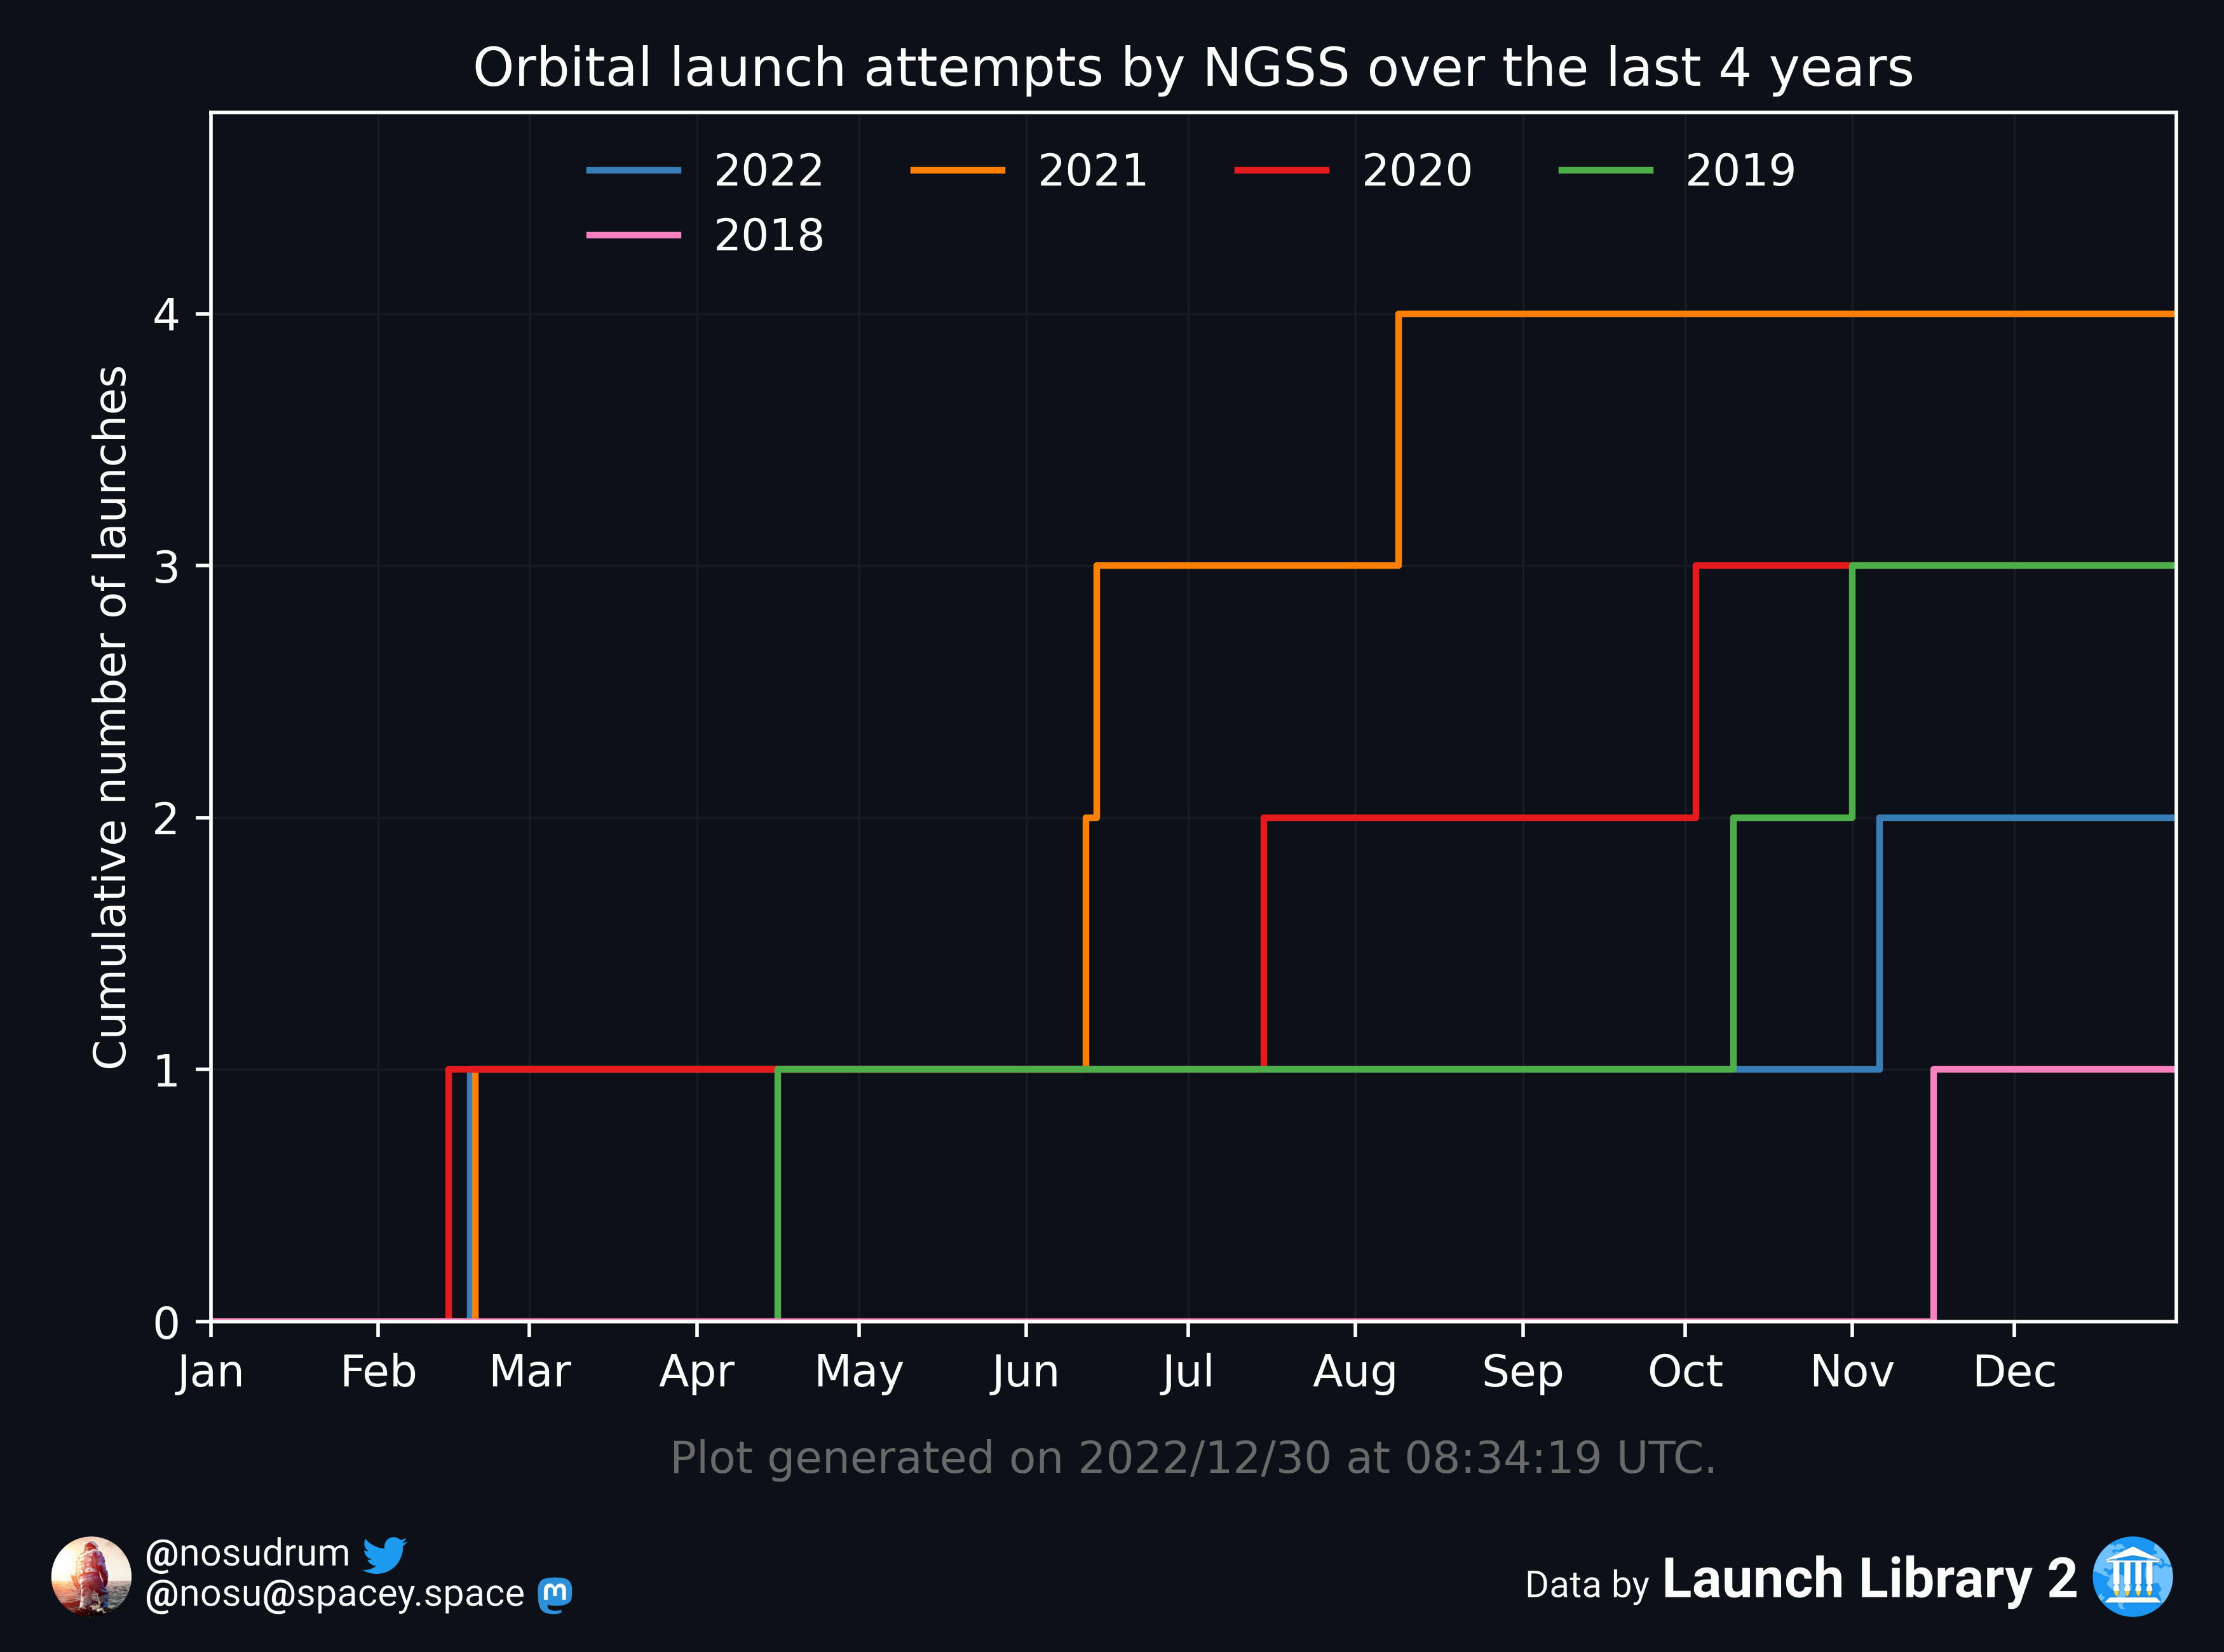 Orbital launch attempts by NGSS over the last 4 years
2022 2021 2020 2019
2018
Cumulative number of launches
4
3
2
1
0
Jan Feb Mar Apr May Jun Jul Aug Sep Oct Nov Dec
Plot generated on 2022/12/30 at 08:34:19 UTC.
@nosudrum
@nosu@spacey.space
Data by Launch Library 2